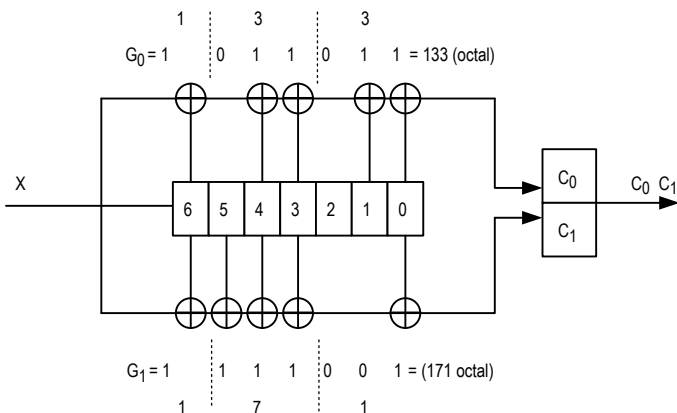 1 3 3
G0 = 1 0 1 1 0 1 1 = 133 (octal)
X
6 5 4 3 2 1 0
C0
C1
C0 C1
G1 = 1 1 1 1 0 0 1 = (171 octal)
1 7 1